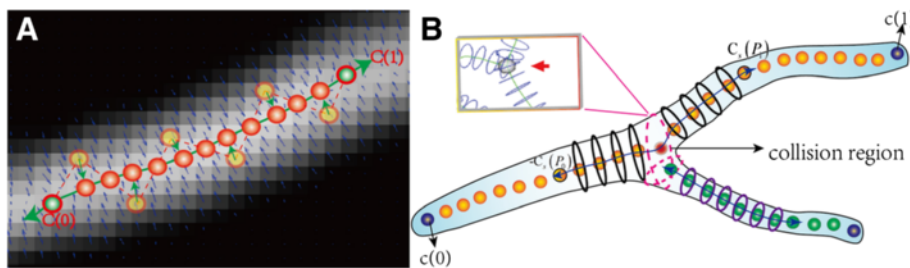 A
C(1)
C(0)
B
c(1
collision region
c(0)